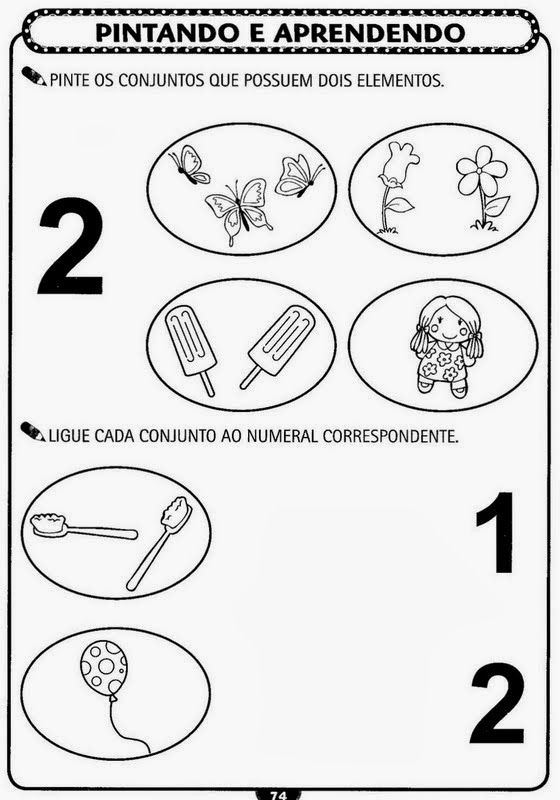 PINTANDO E APRENDENDO
PINTE OS CONJUNTOS QUE POSSUEM DOIS ELEMENTOS.
2
LIGUE CADA CONJUNTO AO NUMERAL CORRESPONDENTE.
1
2
74